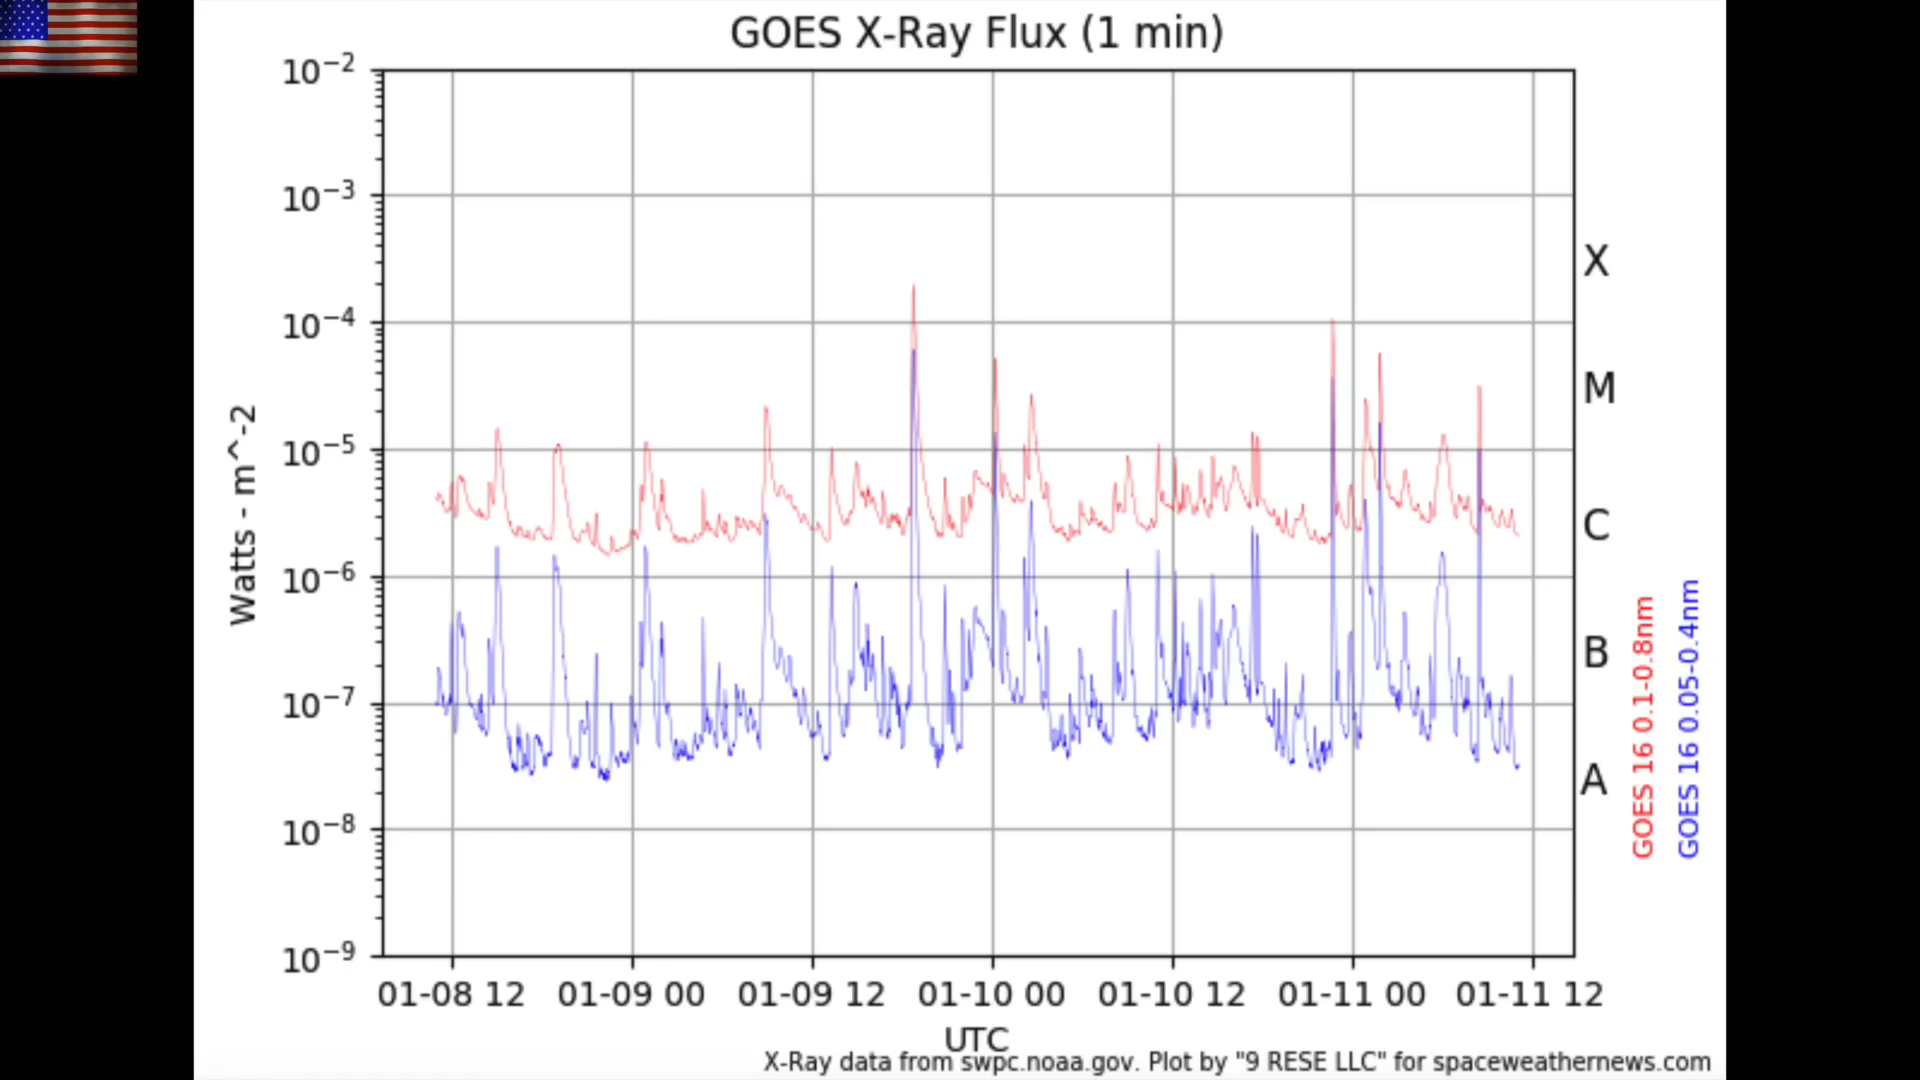 GOES X-Ray Flux (1 min)
10⁻²
10⁻³
10⁻⁴
10⁻⁵
10⁻⁶
10⁻⁷
10⁻⁸
10⁻⁹
Watts - m^-2
X
M
C
B
A
GOES 16 0.1-0.8nm
GOES 16 0.05-0.4nm
01-08 12 01-09 00 01-09 12 01-10 00 01-10 12 01-11 00 01-11 12
UTC
X-Ray data from swpc.noaa.gov. Plot by "9 RESE LLC" for spaceweathernews.com